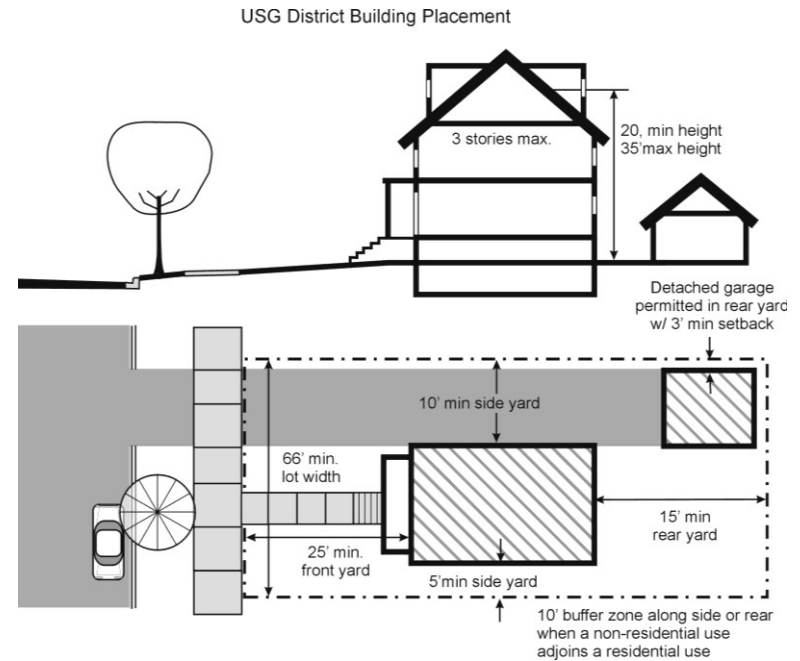 USG District Building Placement
3 stories max.
20, min height
35'max height
Detached garage
permitted in rear yard
w/ 3' min setback
10' min side yard
66' min.
lot width
25' min.
front yard
15' min
rear yard
5'min side yard
10' buffer zone along side or rear
when a non-residential use
adjoins a residential use